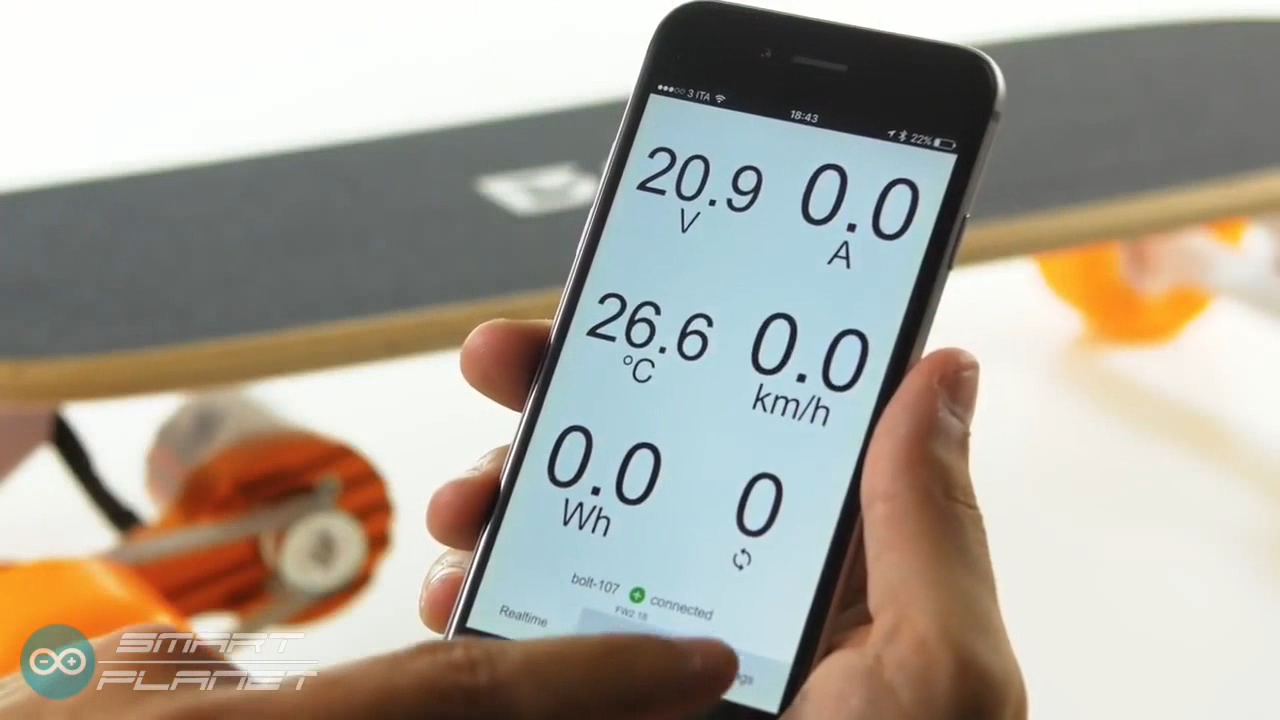 3 ITA
18:43
22%
20.9 0.0
V A
26.6 0.0
°C km/h
0.0 0
Wh
bolt-107 connected
FW2.18
Realtime
SMART
PLANET